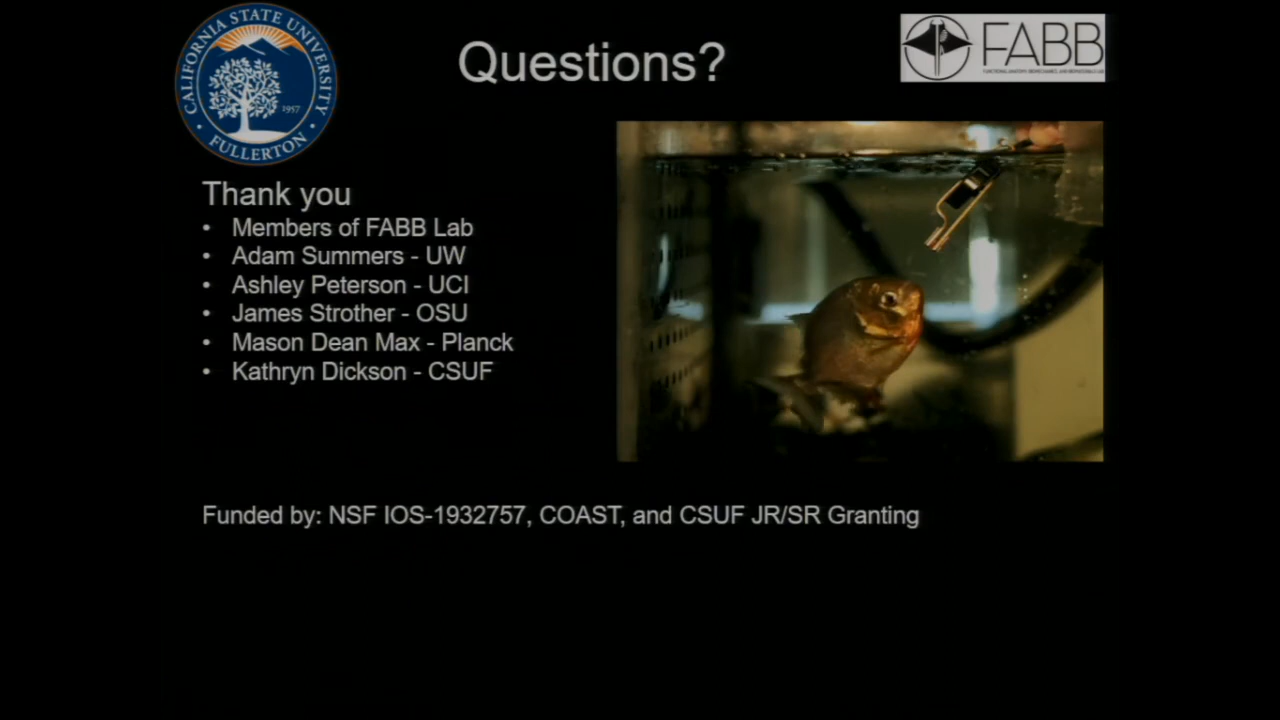 CALIFORNIA STATE UNIVERSITY
1957
FULLERTON
Questions?
FABB
Thank you
• Members of FABB Lab
• Adam Summers - UW
• Ashley Peterson - UCI
• James Strother - OSU
• Mason Dean Max - Planck
• Kathryn Dickson - CSUF
Funded by: NSF IOS-1932757, COAST, and CSUF JR/SR Granting